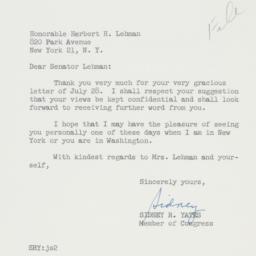 File
Honorable Herbert H. Lehman
820 Park Avenue
New York 21, N. Y.
Dear Senator Lehman:
Thank you very much for your very gracious
letter of July 28. I shall respect your suggestion
that your views be kept confidential and shall look
forward to receiving further word from you.
I hope that I may have the pleasure of seeing
you personally one of these days when I am in New
York or you are in Washington.
With kindest regards to Mrs. Lehman and your-
self,
Sincerely yours,
Sidney
SIDNEY R. YATES
Member of Congress
SRY:js2